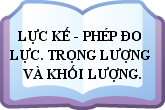 LỰC KẾ - PHÉP ĐO
LỰC. TRỌNG LƯỢNG
VÀ KHỐI LƯỢNG.